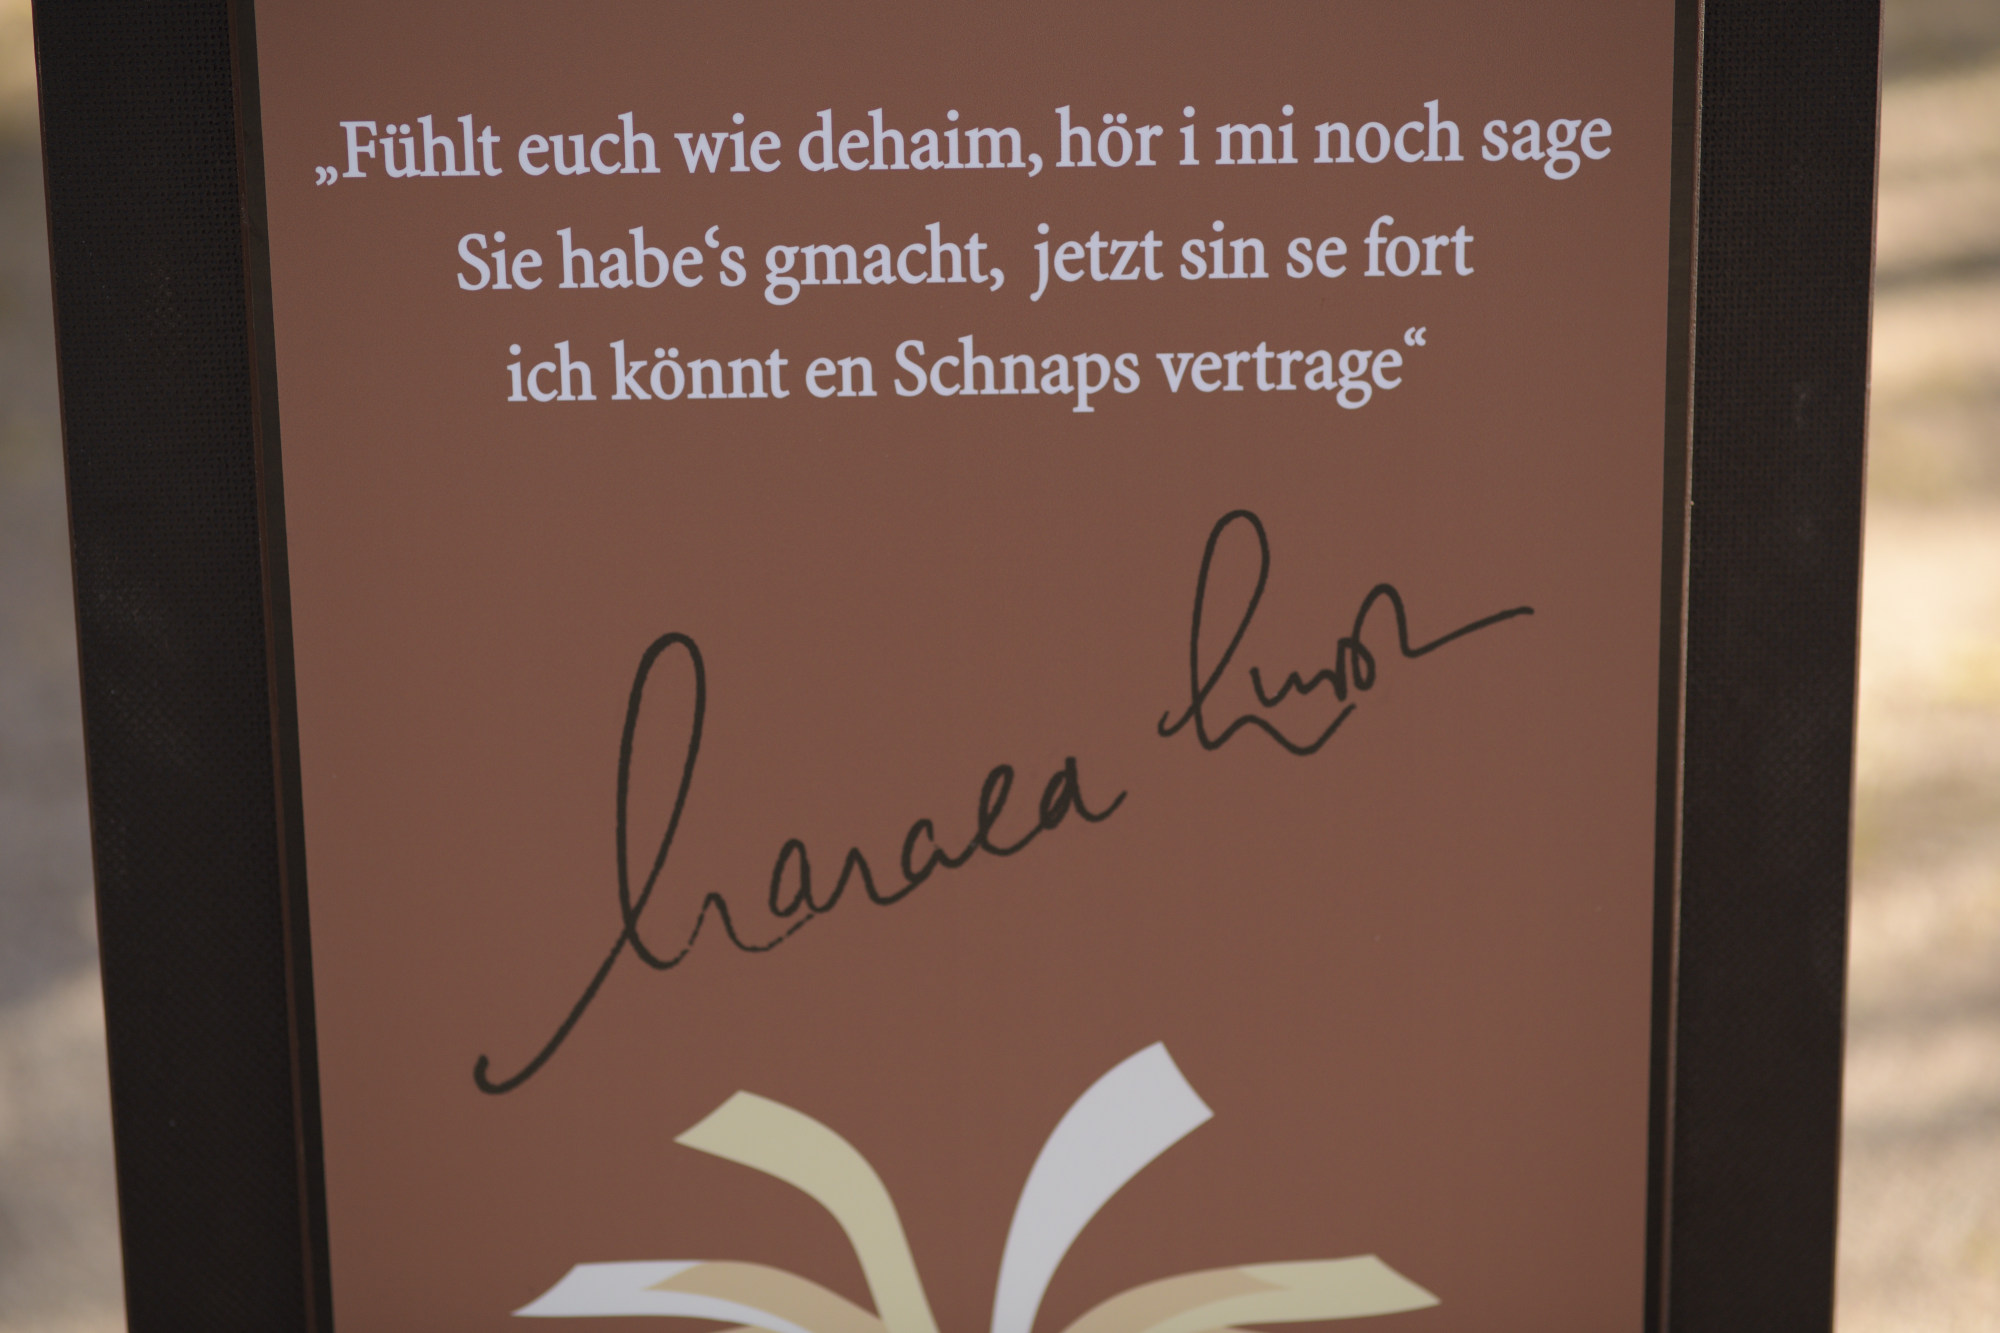 „Fühlt euch wie dehaim, hör i mi noch sage
Sie habe‘s gmacht, jetzt sin se fort
ich könnt en Schnaps vertrage“
harald